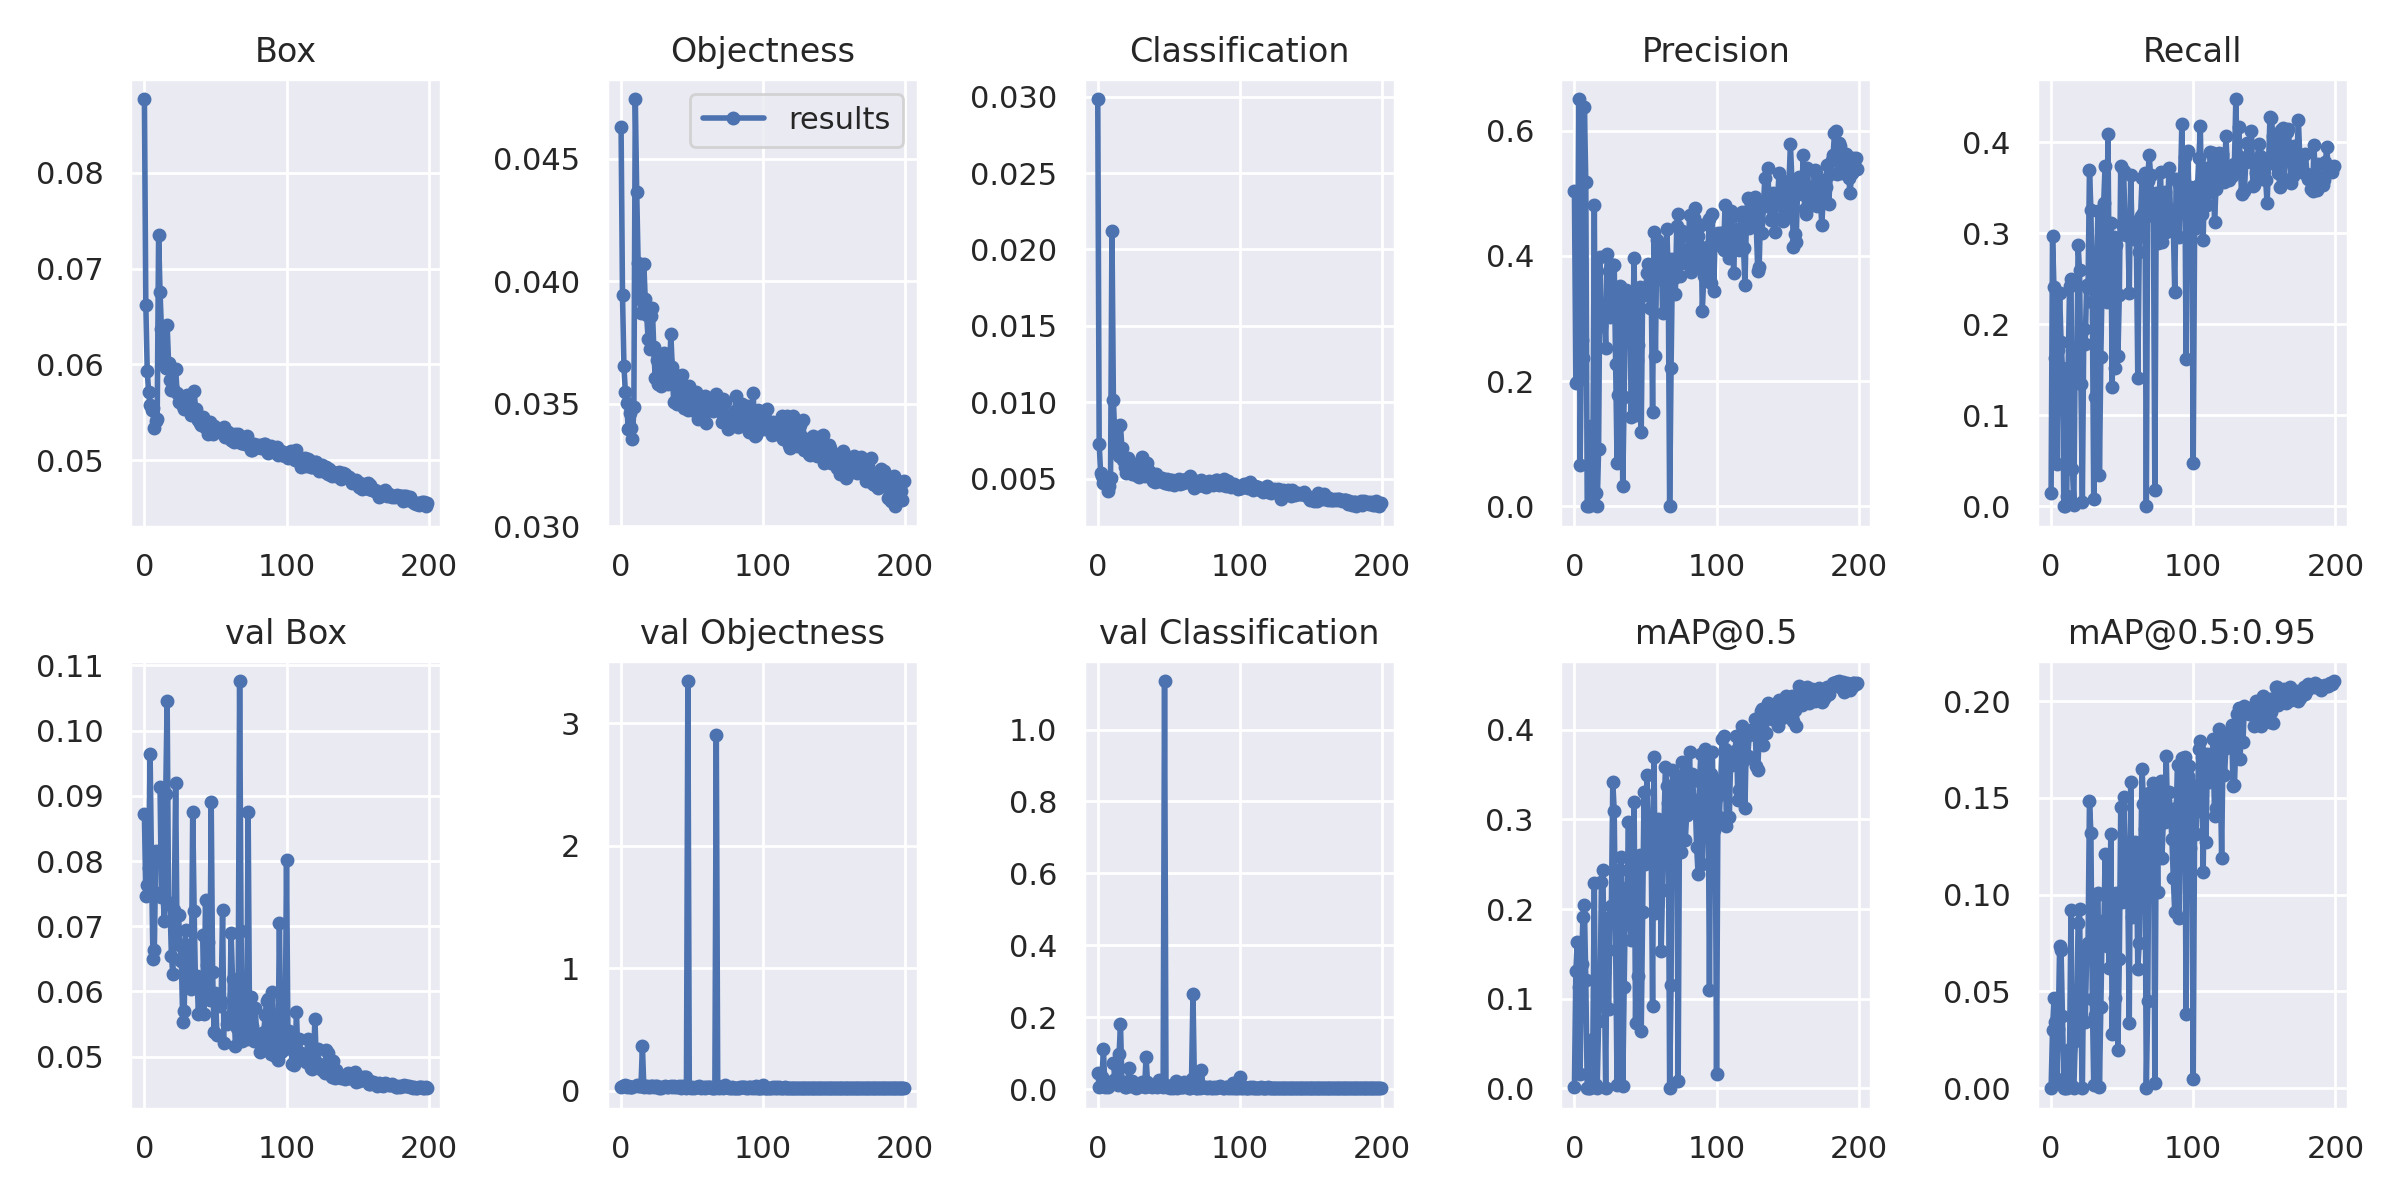 Box
Objectness
Classification
Precision
Recall
0.08
0.07
0.06
0.05
0 100 200
results
0.045
0.040
0.035
0.030
0 100 200
0.030
0.025
0.020
0.015
0.010
0.005
0 100 200
0.6
0.4
0.2
0.0
0 100 200
0.4
0.3
0.2
0.1
0.0
0 100 200
val Box
val Objectness
val Classification
mAP@0.5
mAP@0.5:0.95
0.11
0.10
0.09
0.08
0.07
0.06
0.05
0 100 200
3
2
1
0
0 100 200
1.0
0.8
0.6
0.4
0.2
0.0
0 100 200
0.4
0.3
0.2
0.1
0.0
0 100 200
0.20
0.15
0.10
0.05
0.00
0 100 200